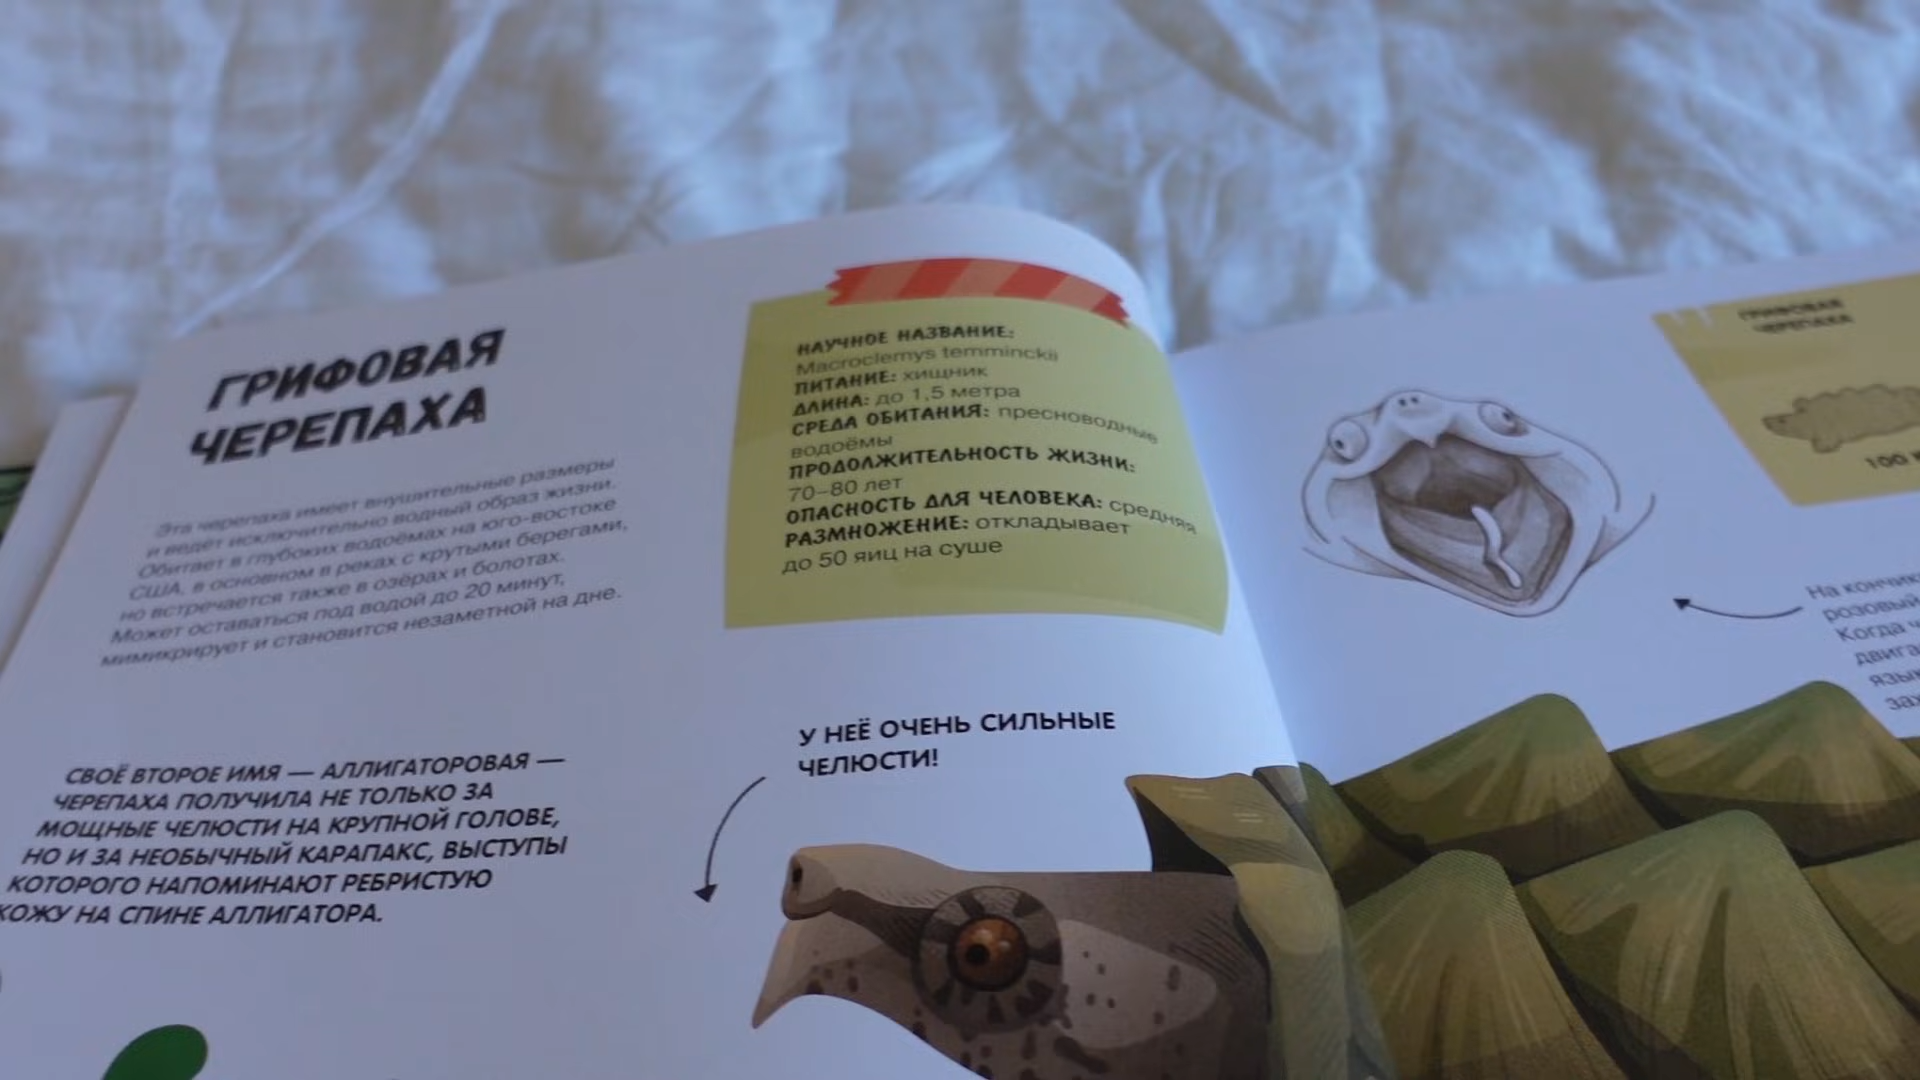 ГРИФОВАЯ
ЧЕРЕПАХА
Эта черепаха имеет внушительные размеры
и ведёт исключительно водный образ жизни.
Обитает в глубоких водоёмах на юго-востоке
США, в основном в реках с крутыми берегами,
но встречается также в озёрах и болотах.
Может оставаться под водой до 20 минут,
мимикрирует и становится незаметной на дне.
СВОЁ ВТОРОЕ ИМЯ — АЛЛИГАТОРОВАЯ —
ЧЕРЕПАХА ПОЛУЧИЛА НЕ ТОЛЬКО ЗА
МОЩНЫЕ ЧЕЛЮСТИ НА КРУПНОЙ ГОЛОВЕ,
НО И ЗА НЕОБЫЧНЫЙ КАРАПАКС, ВЫСТУПЫ
КОТОРОГО НАПОМИНАЮТ РЕБРИСТУЮ
КОЖУ НА СПИНЕ АЛЛИГАТОРА.
НАУЧНОЕ НАЗВАНИЕ:
Macroclemys temminckii
ПИТАНИЕ: хищник
ДЛИНА: до 1,5 метра
СРЕДА ОБИТАНИЯ: пресноводные
водоёмы
ПРОДОЛЖИТЕЛЬНОСТЬ ЖИЗНИ:
70–80 лет
ОПАСНОСТЬ ДЛЯ ЧЕЛОВЕКА: средняя
РАЗМНОЖЕНИЕ: откладывает
до 50 яиц на суше
У НЕЁ ОЧЕНЬ СИЛЬНЫЕ
ЧЕЛЮСТИ!
ГРИФОВАЯ
ЧЕРЕПАХА
100
На кончик
розовый
Когда ч
двига
язы
зах